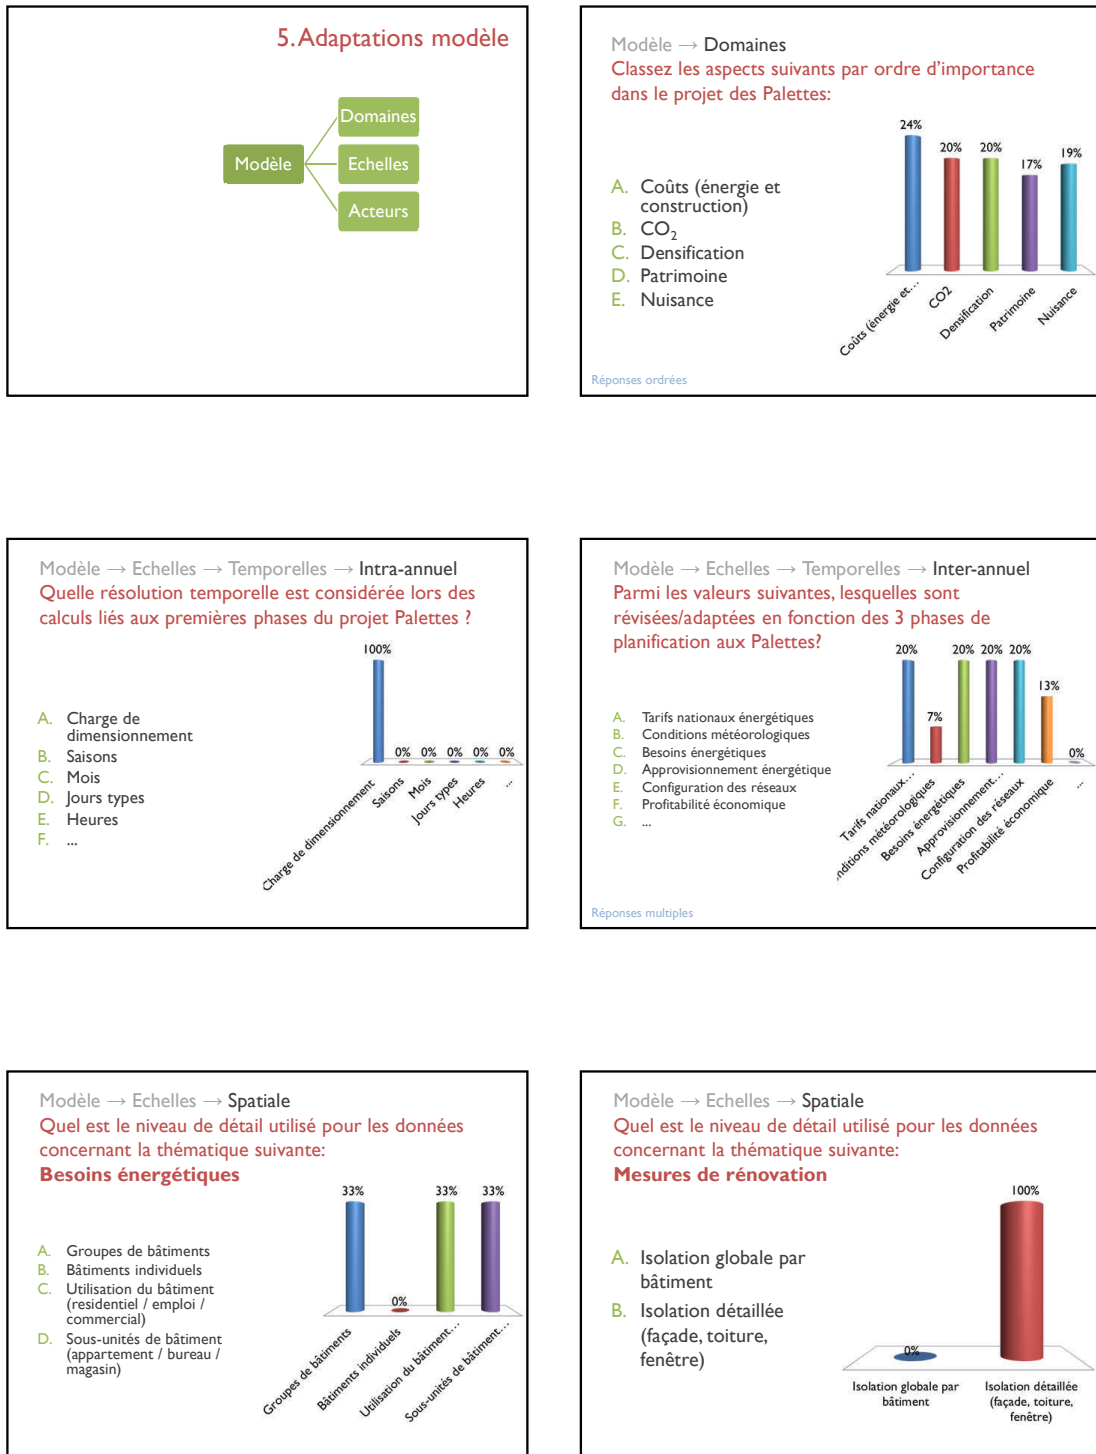 5. Adaptations modèle
Modèle
Domaines
Echelles
Acteurs
Modèle → Domaines
Classez les aspects suivants par ordre d'importance
dans le projet des Palettes:
A. Coûts (énergie et
construction)
B. CO2
C. Densification
D. Patrimoine
E. Nuisance
24%
20%
20%
17%
19%
Coûts (énergie et…
CO2
Densification
Patrimoine
Nuisance
Réponses ordrées
Modèle → Echelles → Temporelles → Intra-annuel
Quelle résolution temporelle est considérée lors des
calculs liés aux premières phases du projet Palettes ?
A. Charge de
dimensionnement
B. Saisons
C. Mois
D. Jours types
E. Heures
F. ...
100%
0% 0% 0% 0% 0%
Charge de dimensionnement
Saisons
Mois
Jours types
Heures
...
Modèle → Echelles → Temporelles → Inter-annuel
Parmi les valeurs suivantes, lesquelles sont
révisées/adaptées en fonction des 3 phases de
planification aux Palettes?
A. Tarifs nationaux énergétiques
B. Conditions météorologiques
C. Besoins énergétiques
D. Approvisionnement énergétique
E. Configuration des réseaux
F. Profitabilité économique
G. ...
20%
7%
20% 20% 20%
13%
0%
Tarifs nationaux…
nditions météorologiques
Besoins énergétiques
Approvisionnement…
Configuration des réseaux
Profitabilité économique
...
Réponses multiples
Modèle → Echelles → Spatiale
Quel est le niveau de détail utilisé pour les données
concernant la thématique suivante:
Besoins énergétiques
A. Groupes de bâtiments
B. Bâtiments individuels
C. Utilisation du bâtiment
(residentiel / emploi /
commercial)
D. Sous-unités de bâtiment
(appartement / bureau /
magasin)
33%
0%
33%
33%
Groupes de bâtiments
Bâtiments individuels
Utilisation du bâtiment…
Sous-unités de bâtiment…
Modèle → Echelles → Spatiale
Quel est le niveau de détail utilisé pour les données
concernant la thématique suivante:
Mesures de rénovation
A. Isolation globale par
bâtiment
B. Isolation détaillée
(façade, toiture,
fenêtre)
0%
100%
Isolation globale par
bâtiment
Isolation détaillée
(façade, toiture,
fenêtre)